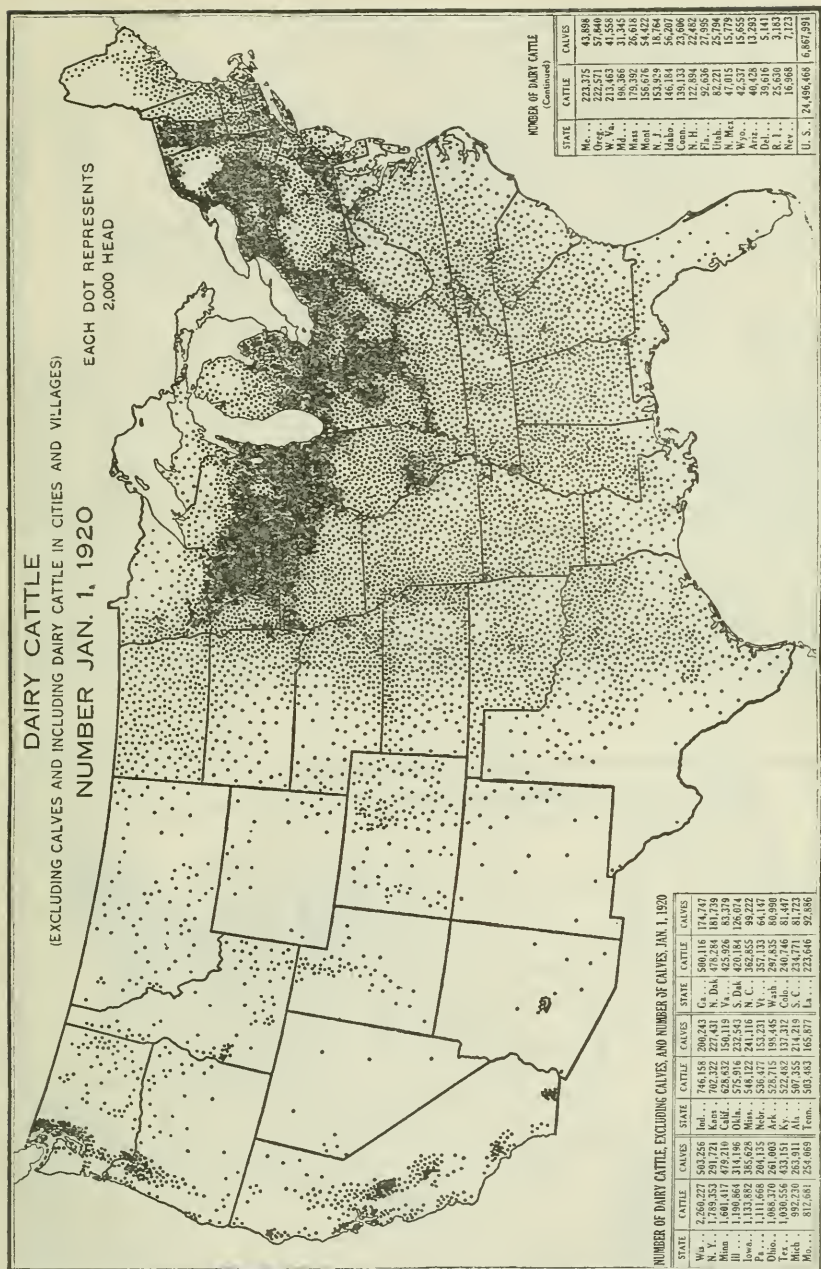 DAIRY CATTLE
(EXCLUDING CALVES AND INCLUDING DAIRY CATTLE IN CITIES AND VILLAGES)
NUMBER JAN. 1, 1920
EACH DOT REPRESENTS
2,000 HEAD
NUMBER OF DAIRY CATTLE, EXCLUDING CALVES, AND NUMBER OF CALVES, JAN. 1, 1920
STATE CATTLE CALVES STATE CATTLE CALVES STATE CATTLE CALVES
Wis .. 2,260,227 503,256 Ind.. 746,158 200,243 Ga... 500,116 174,747
N. Y.. 1,789,353 291,721 Kans.. 702,322 227,431 N. Dak 478,284 181,739
Minn.. 1,601,417 479,210 Calif.. 628,632 150,119 Va... 425,926 83,379
Ill ... 1,190,864 314,196 Okla.. 575,916 232,543 S. Dak 420,184 126,074
Iowa.. 1,133,882 385,628 Miss.. 548,122 241,116 N. C.. 362,855 99,222
Pa... 1,111,668 204,135 Nebr.. 536,477 153,231 Vt... 357,133 64,147
Ohio.. 1,088,370 261,003 Ark.. 528,715 198,445 Wash.. 297,835 80,990
Tex .. 1,030,556 433,151 Ky... 522,482 137,312 Colo.. 240,746 81,447
Mich 992,230 263,911 Ala.. 507,355 214,219 S. C.. 234,771 81,723
Mo... 812,681 254,069 Tenn. 503,483 165,877 La... 223,646 92,886
NUMBER OF DAIRY CATTLE
(Continued)
STATE CATTLE CALVES
Me... 223,375 43,898
Oreg.. 222,571 57,840
W. Va. 213,463 41,558
Md... 198,366 31,345
Mass. 179,392 26,618
Mont. 156,676 54,422
N. J.. 153,929 18,764
Idaho 146,184 56,207
Conn.. 139,133 23,606
N. H.. 122,894 22,482
Fla... 92,636 27,995
Utah.. 82,221 25,794
N. Mex 47,015 15,779
Wyo.. 42,537 15,655
Ariz.. 40,428 13,293
Del.. 39,616 5,141
R. I.. 25,630 3,183
Nev.. 16,968 7,123
U. S.. 24,496,468 6,867,991